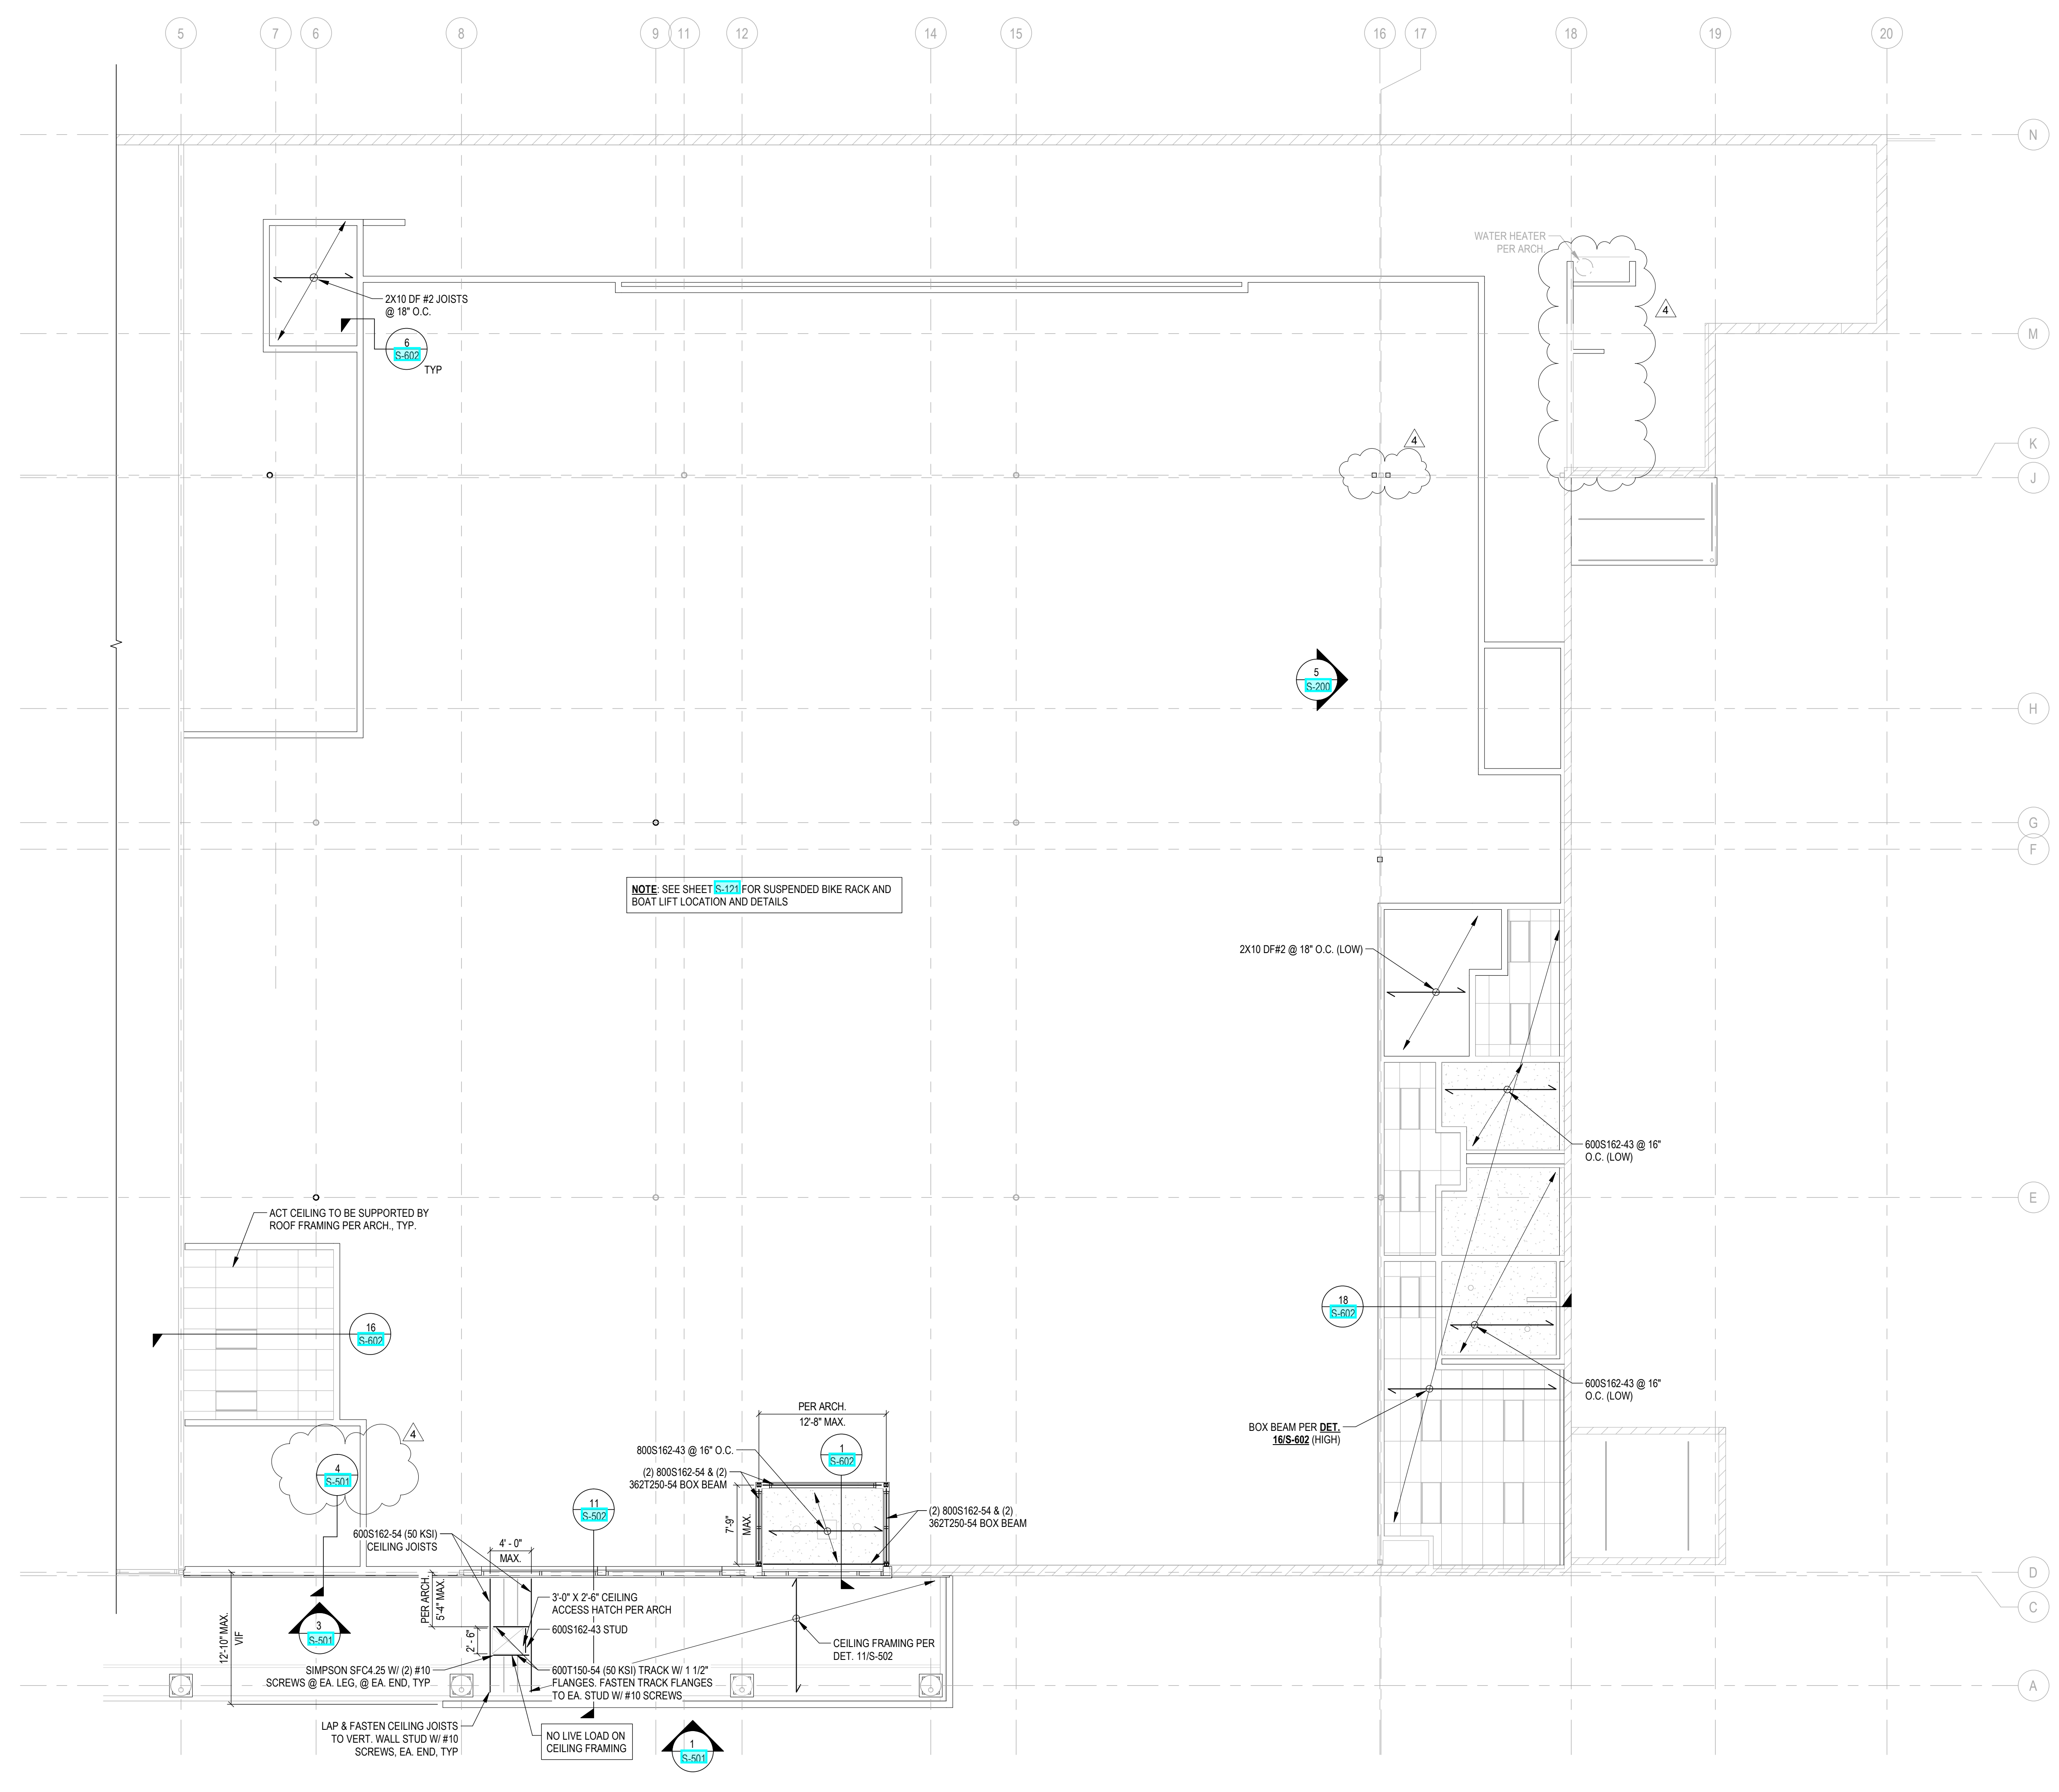 5
7
6
8
9
11
12
14
15
16
17
18
19
20
N
WATER HEATER
PER ARCH.
2X10 DF #2 JOISTS
@ 18" O.C.
4
M
6
S-602
TYP
4
K
J
5
S-200
H
G
F
NOTE: SEE SHEET S-121 FOR SUSPENDED BIKE RACK AND
BOAT LIFT LOCATION AND DETAILS
2X10 DF#2 @ 18" O.C. (LOW)
600S162-43 @ 16"
O.C. (LOW)
E
ACT CEILING TO BE SUPPORTED BY
ROOF FRAMING PER ARCH., TYP.
18
S-602
16
S-602
600S162-43 @ 16"
O.C. (LOW)
BOX BEAM PER DET.
16/S-602 (HIGH)
PER ARCH.
12'-8" MAX.
4
800S162-43 @ 16" O.C.
1
S-602
(2) 800S162-54 & (2)
362T250-54 BOX BEAM
4
S-501
11
S-502
7'-9"
MAX.
(2) 800S162-54 & (2)
362T250-54 BOX BEAM
600S162-54 (50 KSI)
CEILING JOISTS
4' - 0"
MAX.
D
PER ARCH.
5'-4" MAX.
3'-0" X 2'-6" CEILING
ACCESS HATCH PER ARCH
C
3
S-501
12'-10" MAX.
VIF
600S162-43 STUD
2' - 6"
CEILING FRAMING PER
DET. 11/S-502
SIMPSON SFC4.25 W/ (2) #10
SCREWS @ EA. LEG, @ EA. END, TYP
600T150-54 (50 KSI) TRACK W/ 1 1/2"
FLANGES. FASTEN TRACK FLANGES
TO EA. STUD W/ #10 SCREWS
A
LAP & FASTEN CEILING JOISTS
TO VERT. WALL STUD W/ #10
SCREWS, EA. END, TYP
NO LIVE LOAD ON
CEILING FRAMING
1
S-501